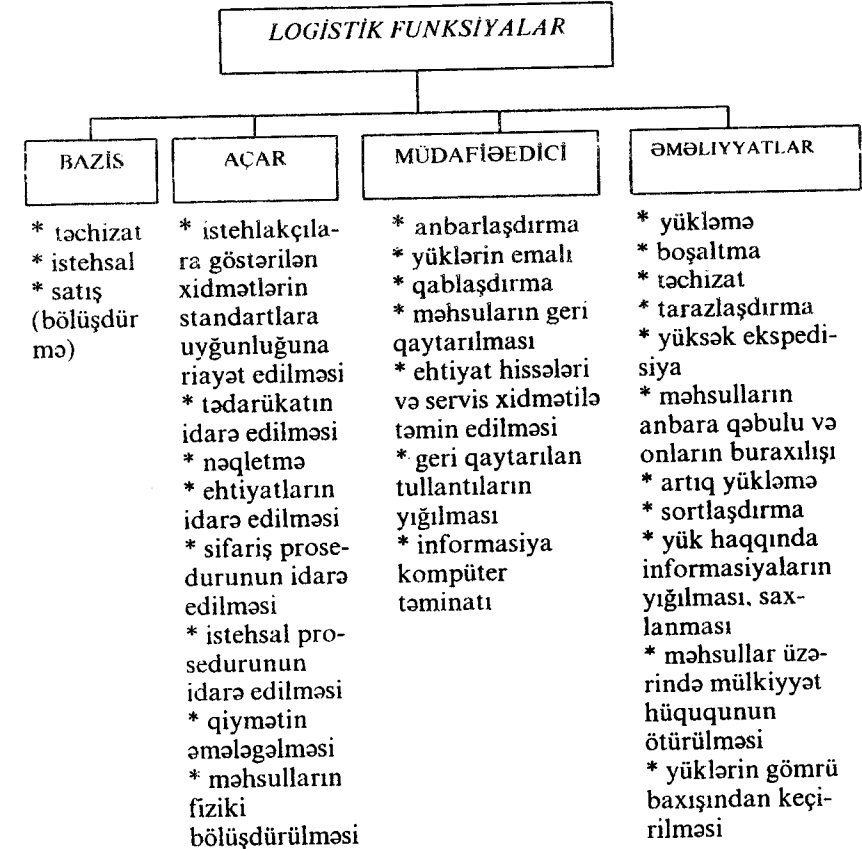 LOGİSTİK FUNKSİYALAR
BAZİS
* təchizat
* istehsal
* satış
(bölüşdür
mə)
AÇAR
* istehlakçıla-
ra göstərilən
xidmətlərin
standartlara
uyğunluğuna
riayət edilməsi
* tədarükatın
idarə edilməsi
* nəqletmə
* ehtiyatların
idarə edilməsi
* sifariş prose-
durunun idarə
edilməsi
* istehsal pro-
sedurunun
idarə edilməsi
* qiymətin
əmələgəlməsi
* məhsulların
fiziki
bölüşdürülməsi
MÜDAFİƏEDİCİ
* anbarlaşdırma
* yüklərin emalı
* qablaşdırma
* məhsuların geri
qaytarılması
* ehtiyat hissələri
və servis xidmətilə
təmin edilməsi
* geri qaytarılan
tullantıların
yığılması
* informasiya
kompüter
təminatı
ƏMƏLIYYATLAR
* yükləmə
* boşaltma
* təchizat
* tarazlaşdırma
* yüksək ekspedi-
siya
* məhsulların
anbara qəbulu və
onların buraxılışı
* artıq yükləmə
* sortlaşdırma
* yük haqqında
informasiyaların
yığılması, sax-
lanması
* məhsullar üzə-
rində mülkiyyət
hüququnun
ötürülməsi
* yüklərin gömrü
baxışından keçi-
rilməsi